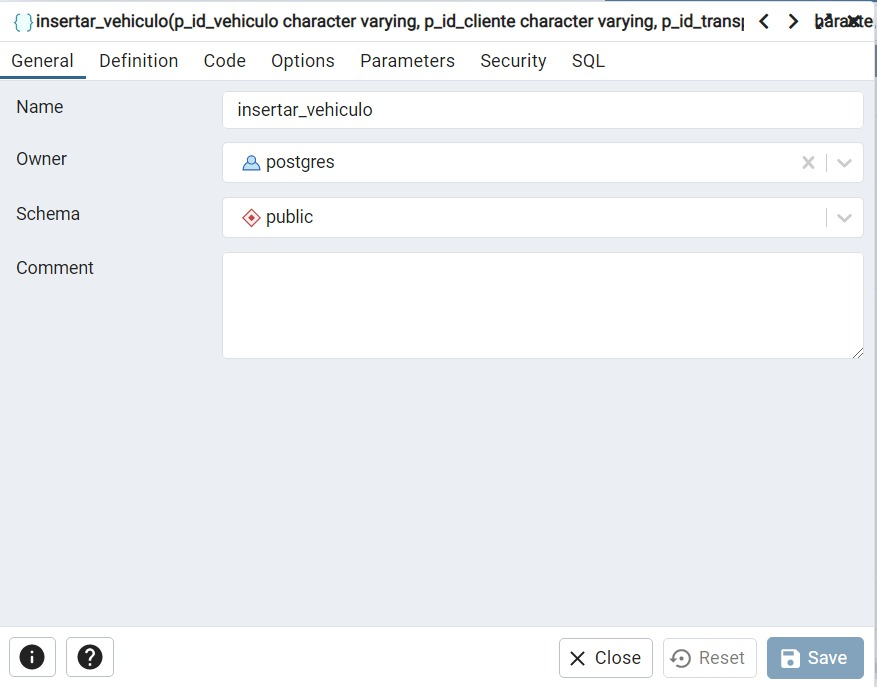 { } insertar_vehiculo(p_id_vehiculo character varying, p_id_cliente character varying, p_id_transp
General Definition Code Options Parameters Security SQL
Name insertar_vehiculo
Owner postgres
Schema public
Comment
Close Reset Save